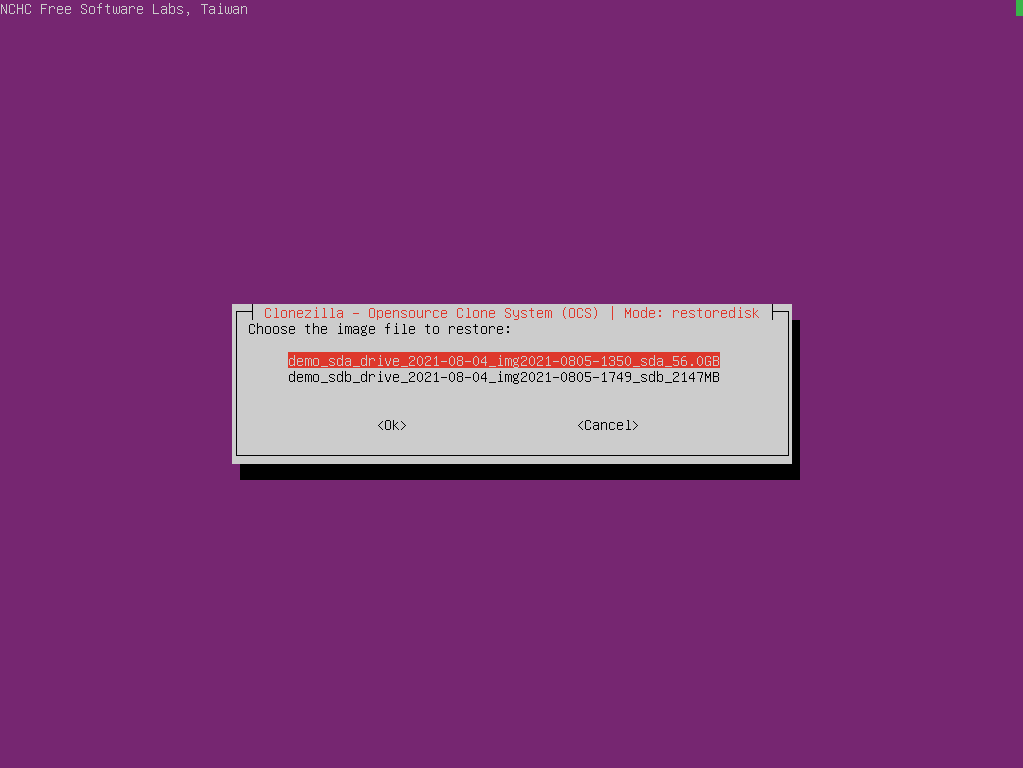 NCHC Free Software Labs, Taiwan
Clonezilla - Opensource Clone System (OCS) | Mode: restoredisk
Choose the image file to restore:
demo_sda_drive_2021-08-04_img2021-0805-1350_sda_56.0GB
demo_sdb_drive_2021-08-04_img2021-0805-1749_sdb_2147MB
<Ok> <Cancel>